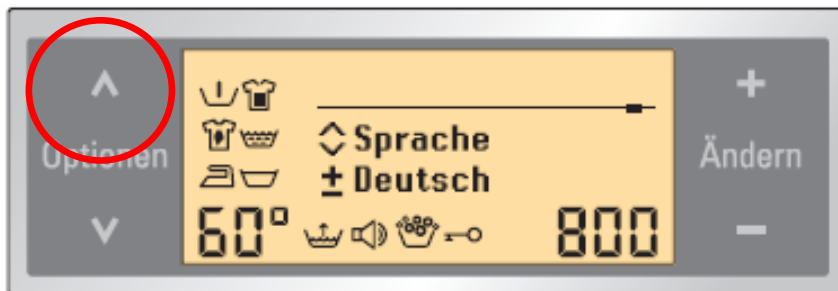 Optionen
Sprache
± Deutsch
60°
800
+
Ändern
−